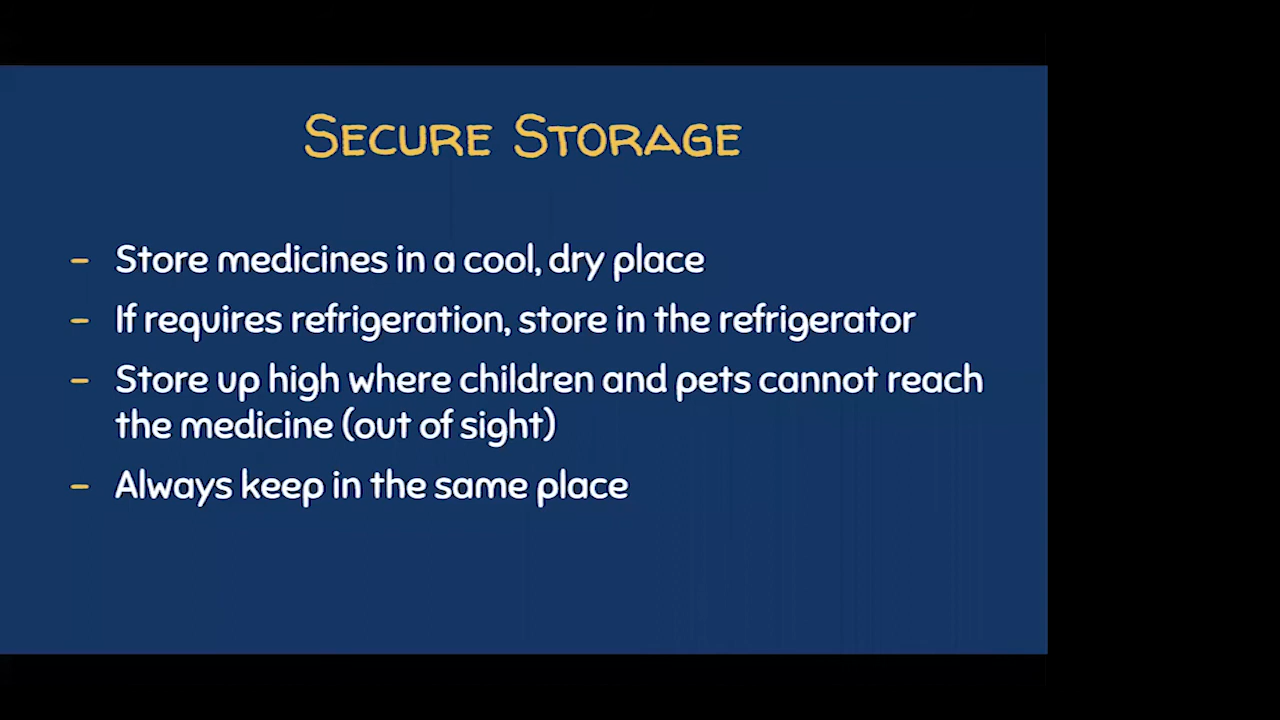 Secure Storage
- Store medicines in a cool, dry place
- If requires refrigeration, store in the refrigerator
- Store up high where children and pets cannot reach
the medicine (out of sight)
- Always keep in the same place